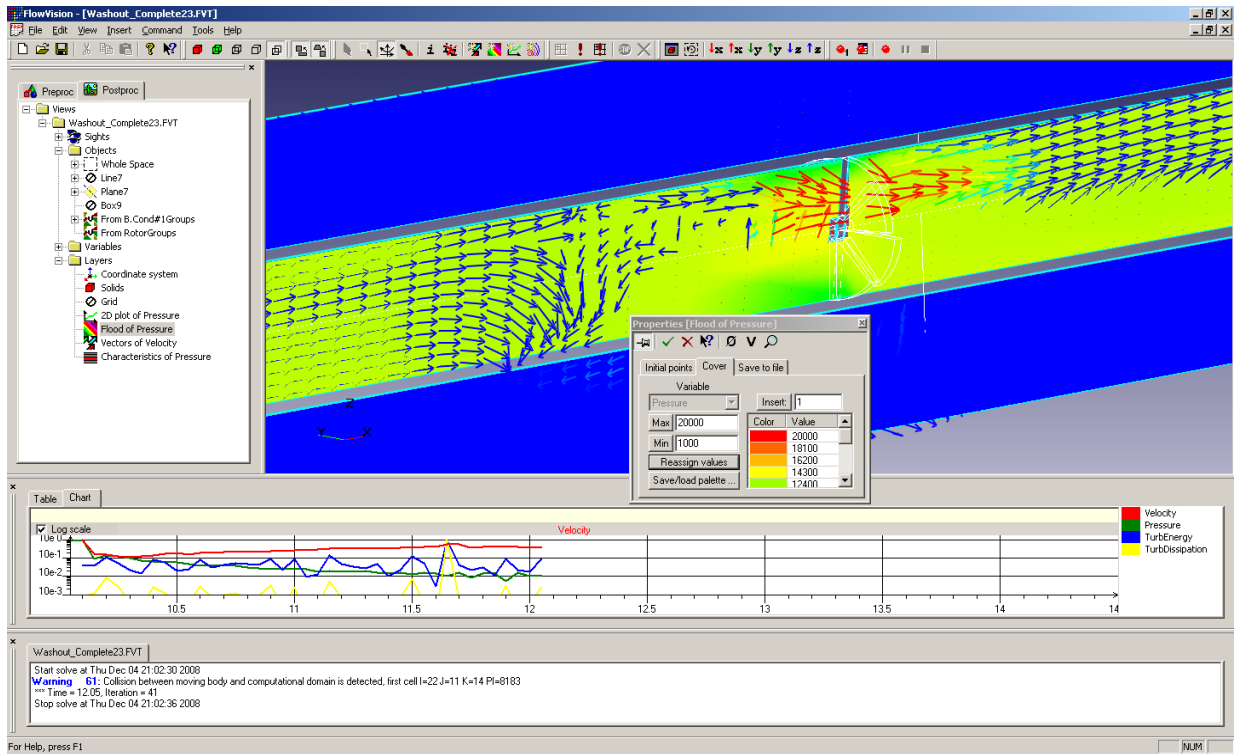 FlowVision - [Washout_Complete23.FVT]
File Edit View Insert Command Tools Help
Preproc Postproc
Views
Washout_Complete23.FVT
Sights
Objects
Whole Space
Line7
Plane7
Box9
From B.Cond#1Groups
From RotorGroups
Variables
Layers
Coordinate system
Solids
Grid
2D plot of Pressure
Flood of Pressure
Vectors of Velocity
Characteristics of Pressure
Z
Y X
Properties [Flood of Pressure]
Initial points Cover Save to file
Variable
Pressure Insert: 1
Max 20000 Color Value
20000
Min 1000 18100
Reassign values 16200
14300
Save/load palette ... 12400
Table Chart
Log scale Velocity
10e 0
10e-1
10e-2
10e-3
10.5 11 11.5 12 12.5 13 13.5 14 14
Velocity
Pressure
TurbEnergy
TurbDissipation
Washout_Complete23.FVT
Start solve at Thu Dec 04 21:02:30 2008
Warning 61: Collision between moving body and computational domain is detected, first cell I=22 J=11 K=14 PI=8183
*** Time = 12.05, Iteration = 41
Stop solve at Thu Dec 04 21:02:36 2008
For Help, press F1 NUM